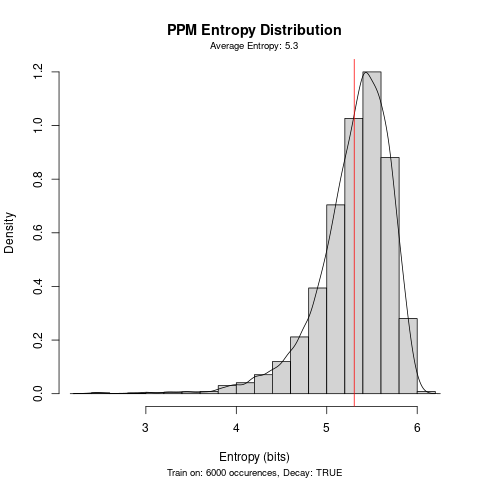 PPM Entropy Distribution
Average Entropy: 5.3
Density
1.2
1.0
0.8
0.6
0.4
0.2
0.0
3 4 5 6
Entropy (bits)
Train on: 6000 occurences, Decay: TRUE